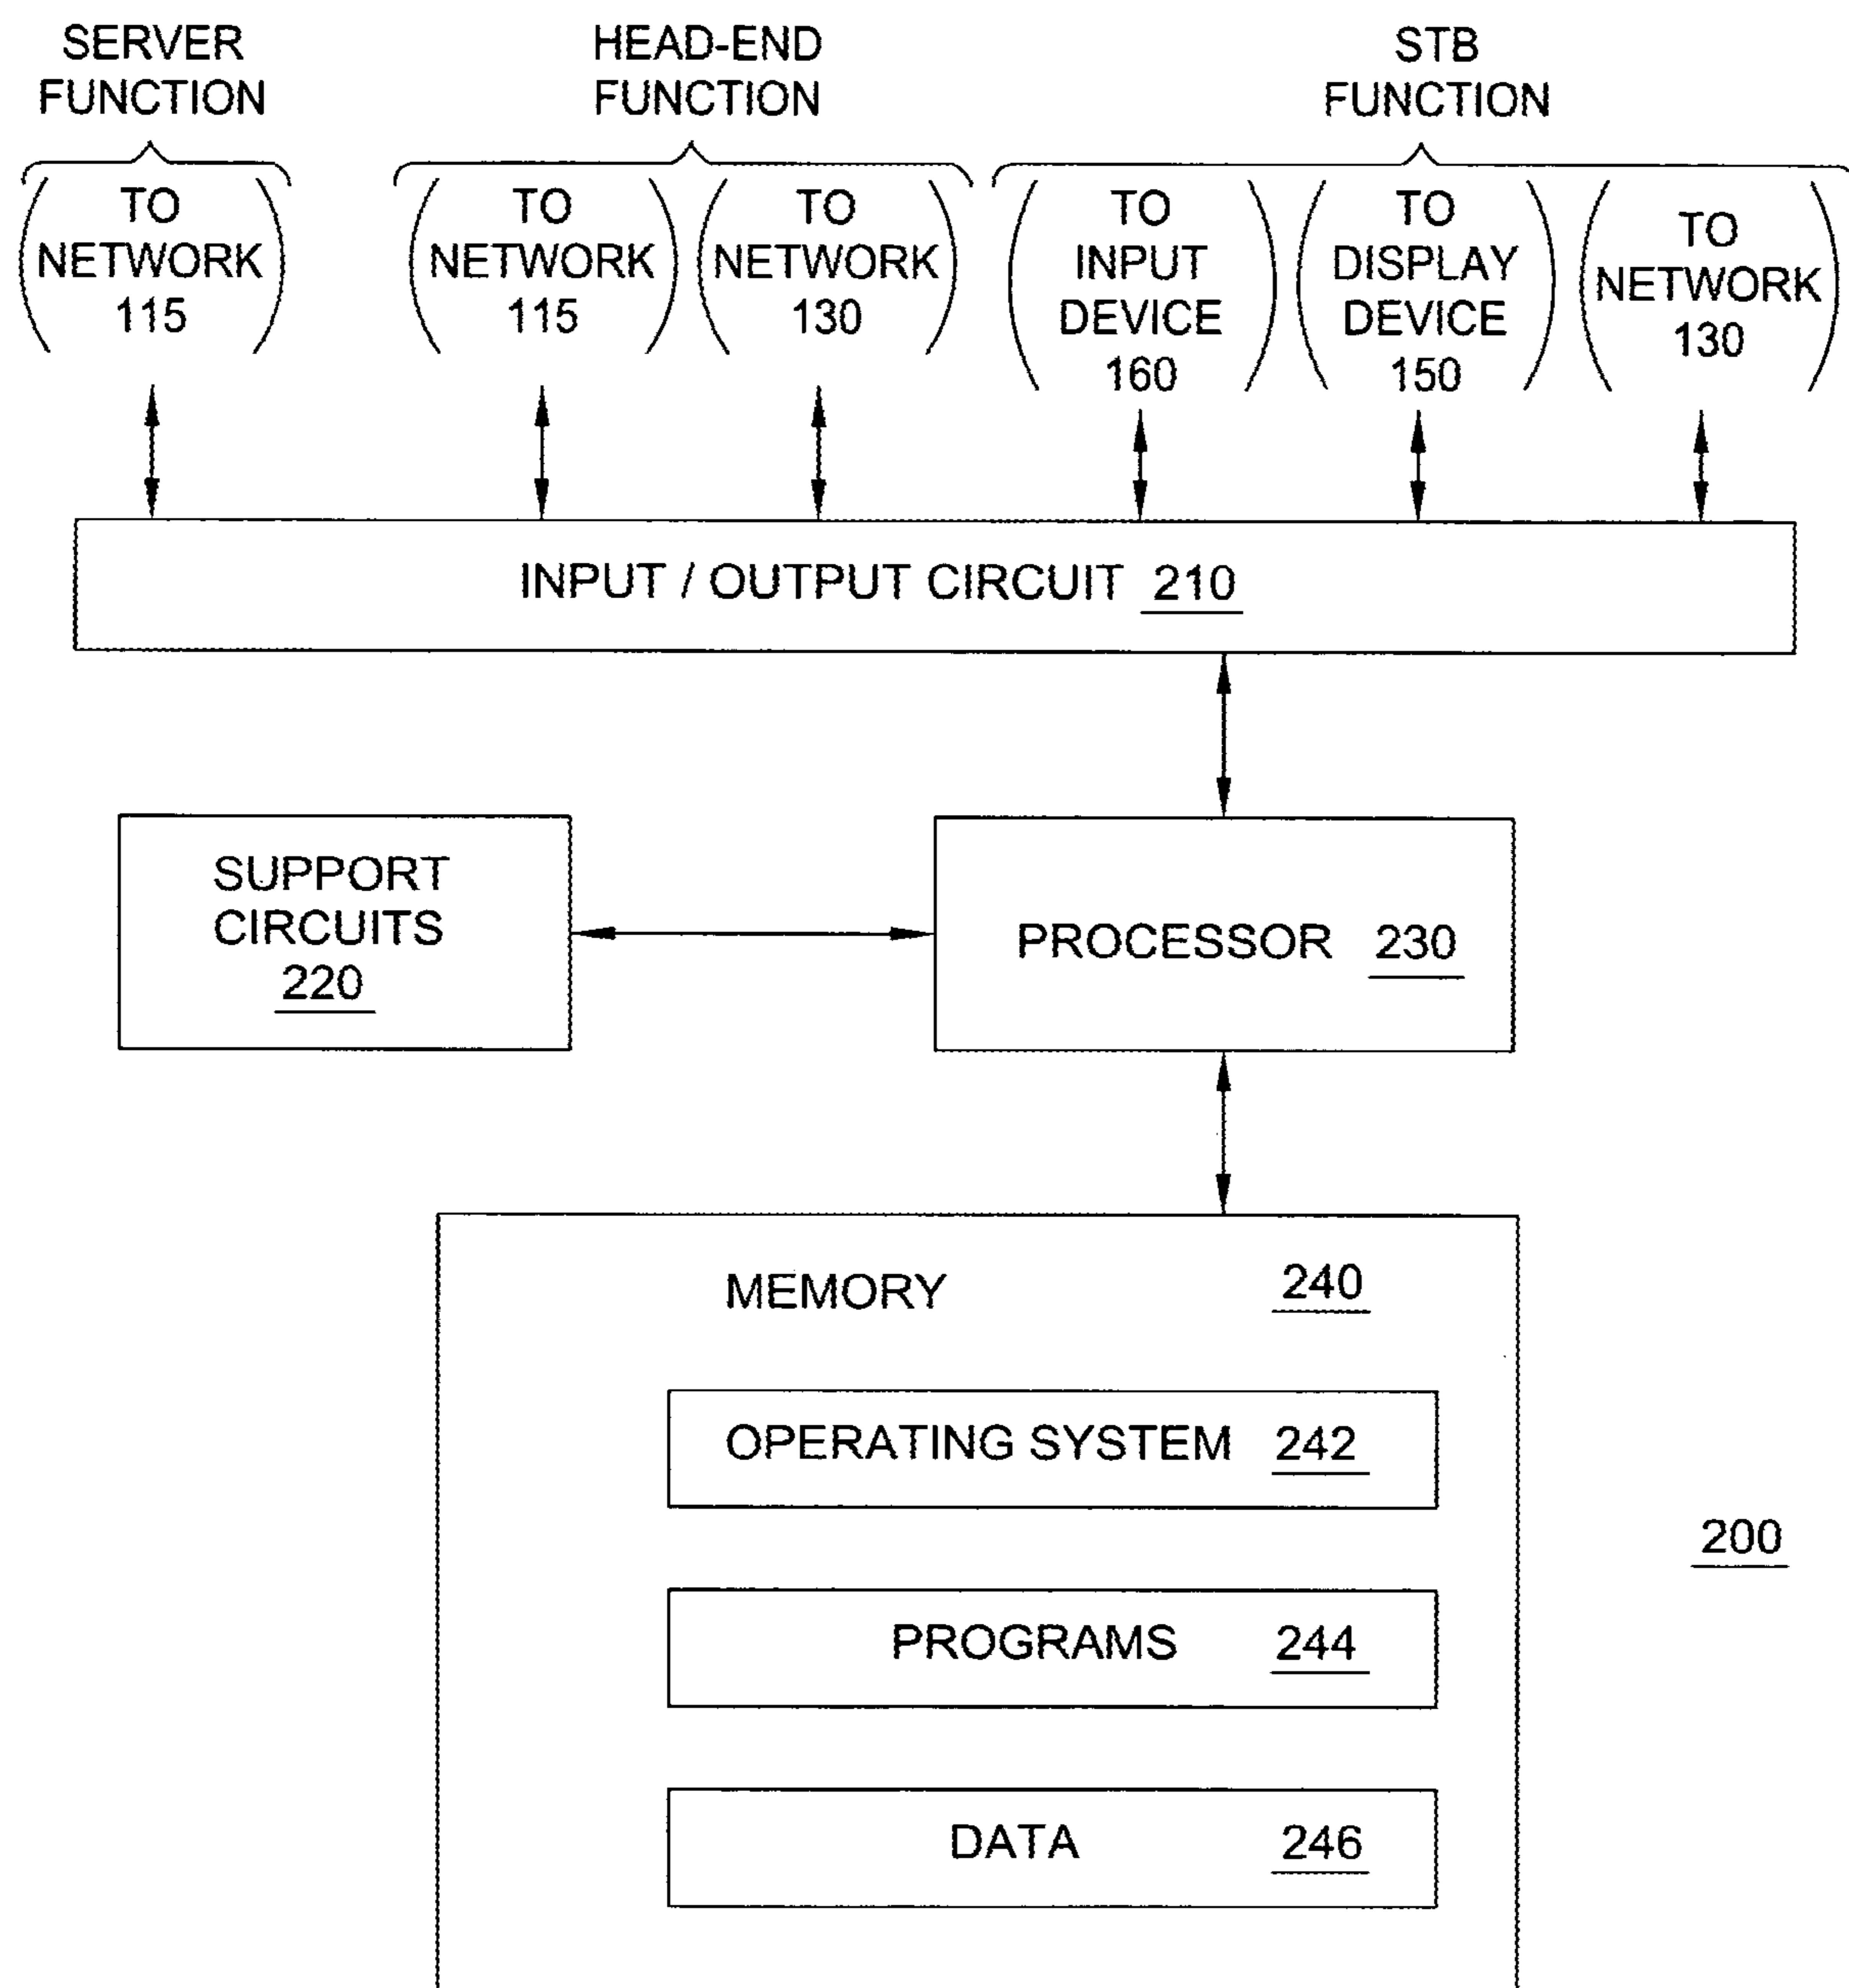 SERVER
FUNCTION
HEAD-END
FUNCTION
STB
FUNCTION
TO
NETWORK
115
TO
NETWORK
115
TO
NETWORK
130
TO
INPUT
DEVICE
160
TO
DISPLAY
DEVICE
150
TO
NETWORK
130
INPUT / OUTPUT CIRCUIT 210
SUPPORT
CIRCUITS
220
PROCESSOR 230
MEMORY 240
OPERATING SYSTEM 242
200
PROGRAMS 244
DATA 246